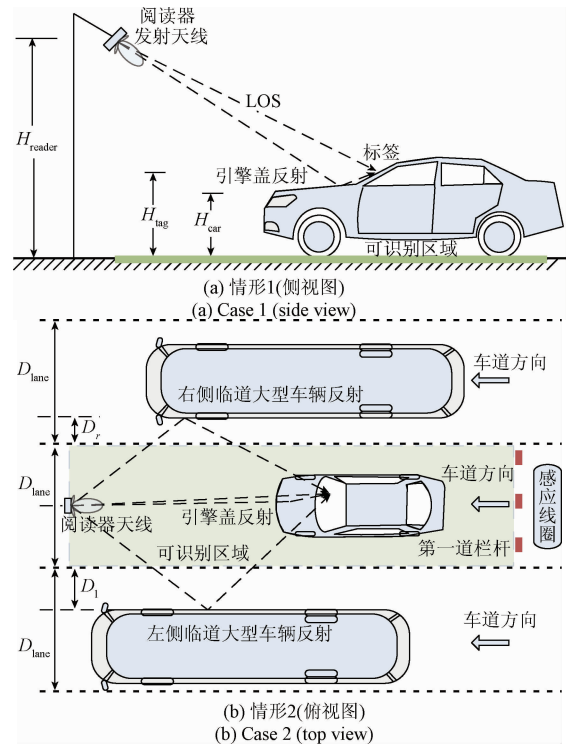 阅读器
发射天线
LOS
标签
引擎盖反射
H_reader
H_tag
H_car
可识别区域
(a) 情形1(侧视图)
(a) Case 1 (side view)
D_lane
车道方向
右侧临道大型车辆反射
D_r
D_lane
车道方向
感应线圈
阅读器天线
引擎盖反射
第一道栏杆
可识别区域
D_l
左侧临道大型车辆反射
车道方向
D_lane
(b) 情形2(俯视图)
(b) Case 2 (top view)